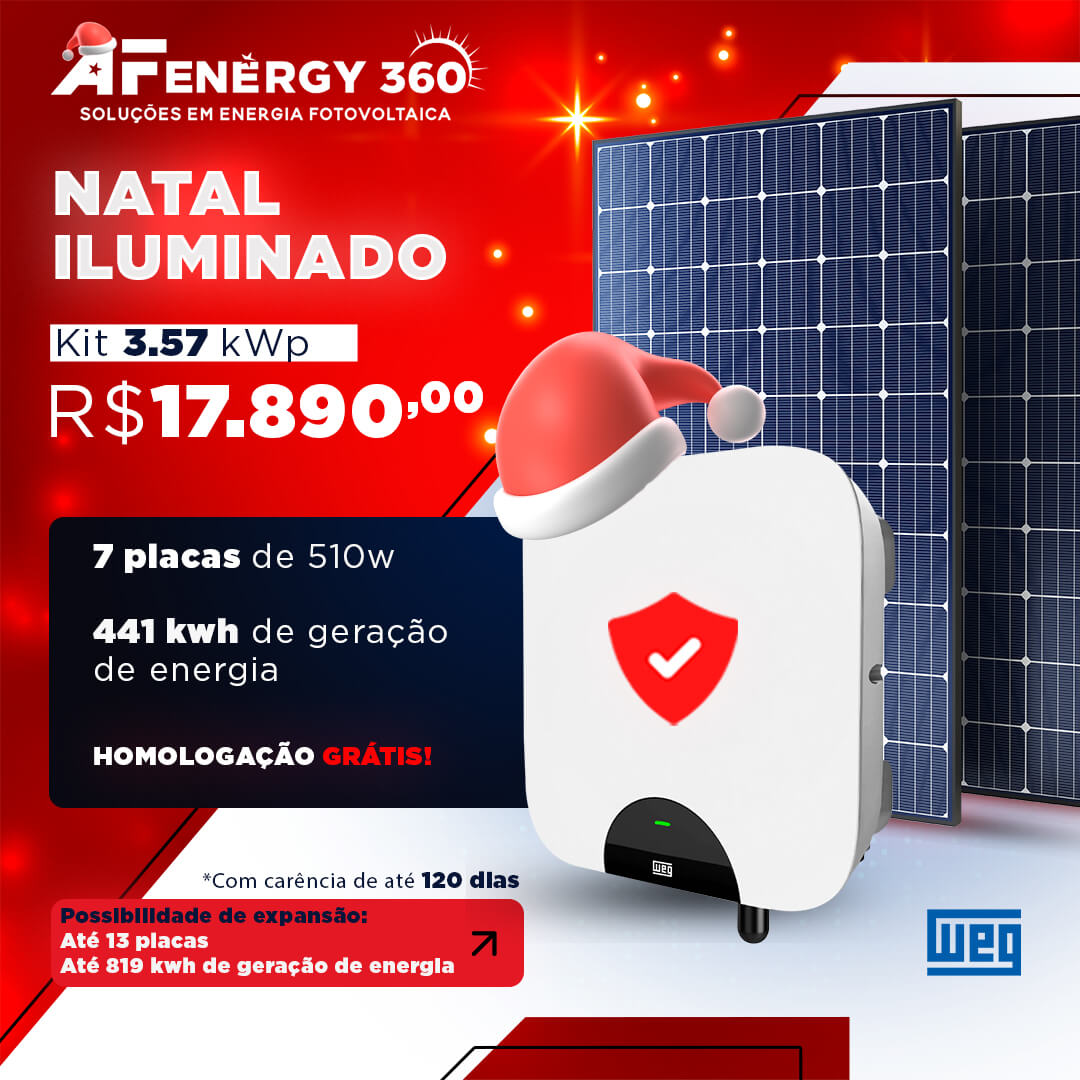 AFENERGY 360
SOLUÇÕES EM ENERGIA FOTOVOLTAICA
NATAL
ILUMINADO
Kit 3.57 kWp
R$17.890,00
7 placas de 510w
441 kwh de geração
de energia
HOMOLOGAÇÃO GRÁTIS!
*Com carência de até 120 dias
Possibilidade de expansão:
Até 13 placas
Até 819 kwh de geração de energia
weg
weg